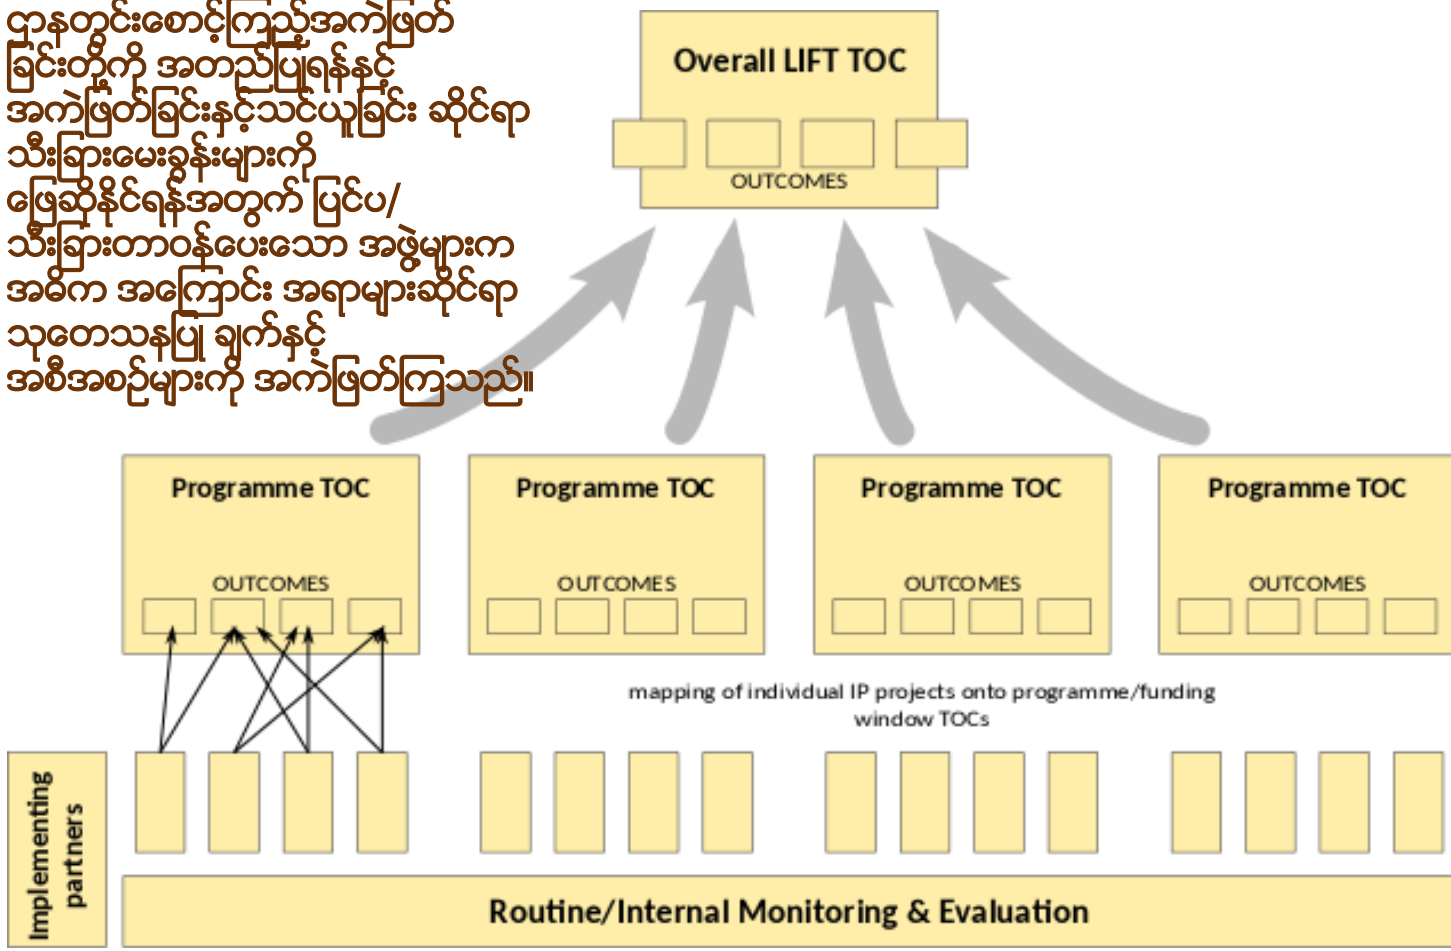 ဌာနတွင်းစောင့်ကြည့်အကဲဖြတ်
ခြင်းတို့ကို အတည်ပြုရန်နှင့်
အကဲဖြတ်ခြင်းနှင့်သင်ယူခြင်း ဆိုင်ရာ
သီးခြားမေးခွန်းများကို
ဖြေဆိုနိုင်ရန်အတွက် ပြင်ပ/
သီးခြားတာဝန်ပေးသော အဖွဲ့များက
အဓိက အကြောင်း အရာများဆိုင်ရာ
သုတေသနပြု ချက်နှင့်
အစီအစဉ်များကို အကဲဖြတ်ကြသည်။
Overall LIFT TOC
OUTCOMES
Programme TOC
Programme TOC
Programme TOC
Programme TOC
OUTCOMES
OUTCOMES
OUTCOMES
OUTCOMES
mapping of individual IP projects onto programme/funding
window TOCs
Implementing
partners
Routine/Internal Monitoring & Evaluation